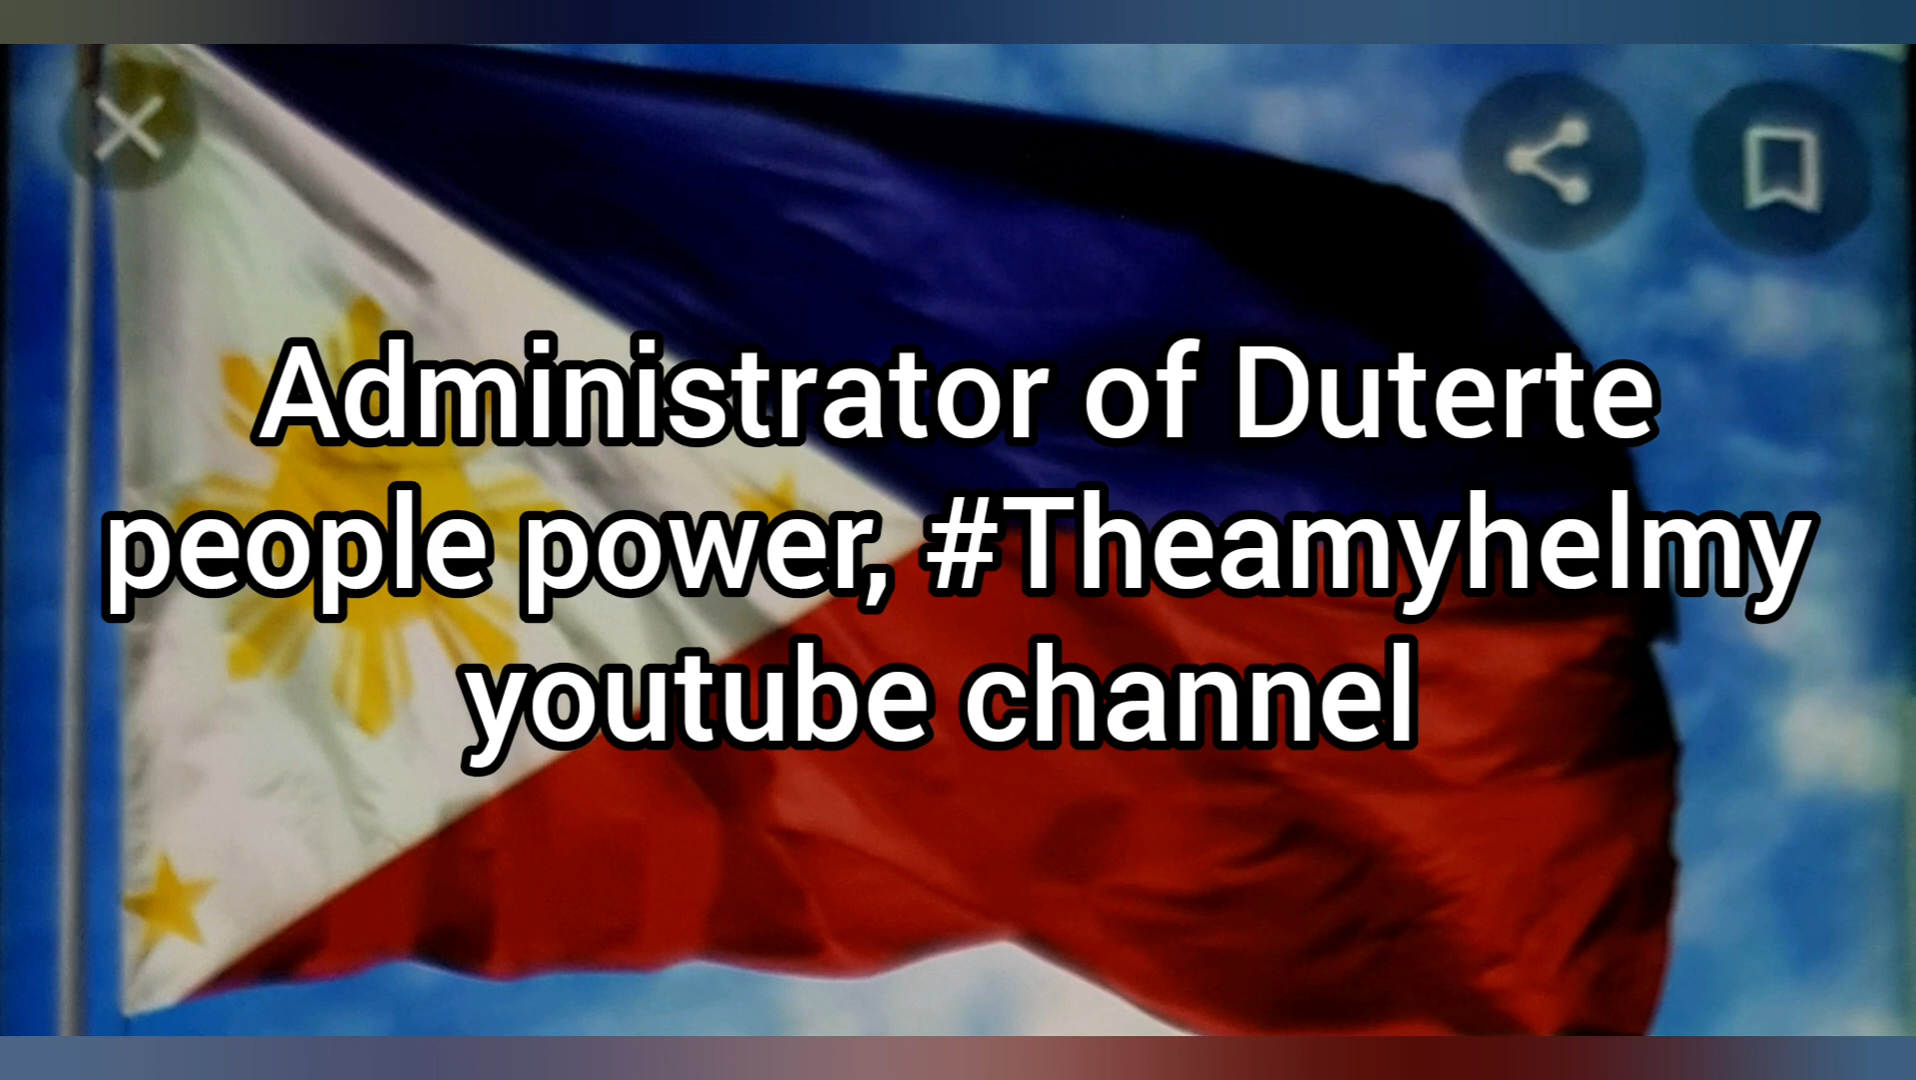 Administrator of Duterte
people power, #Theamyhelmy
youtube channel